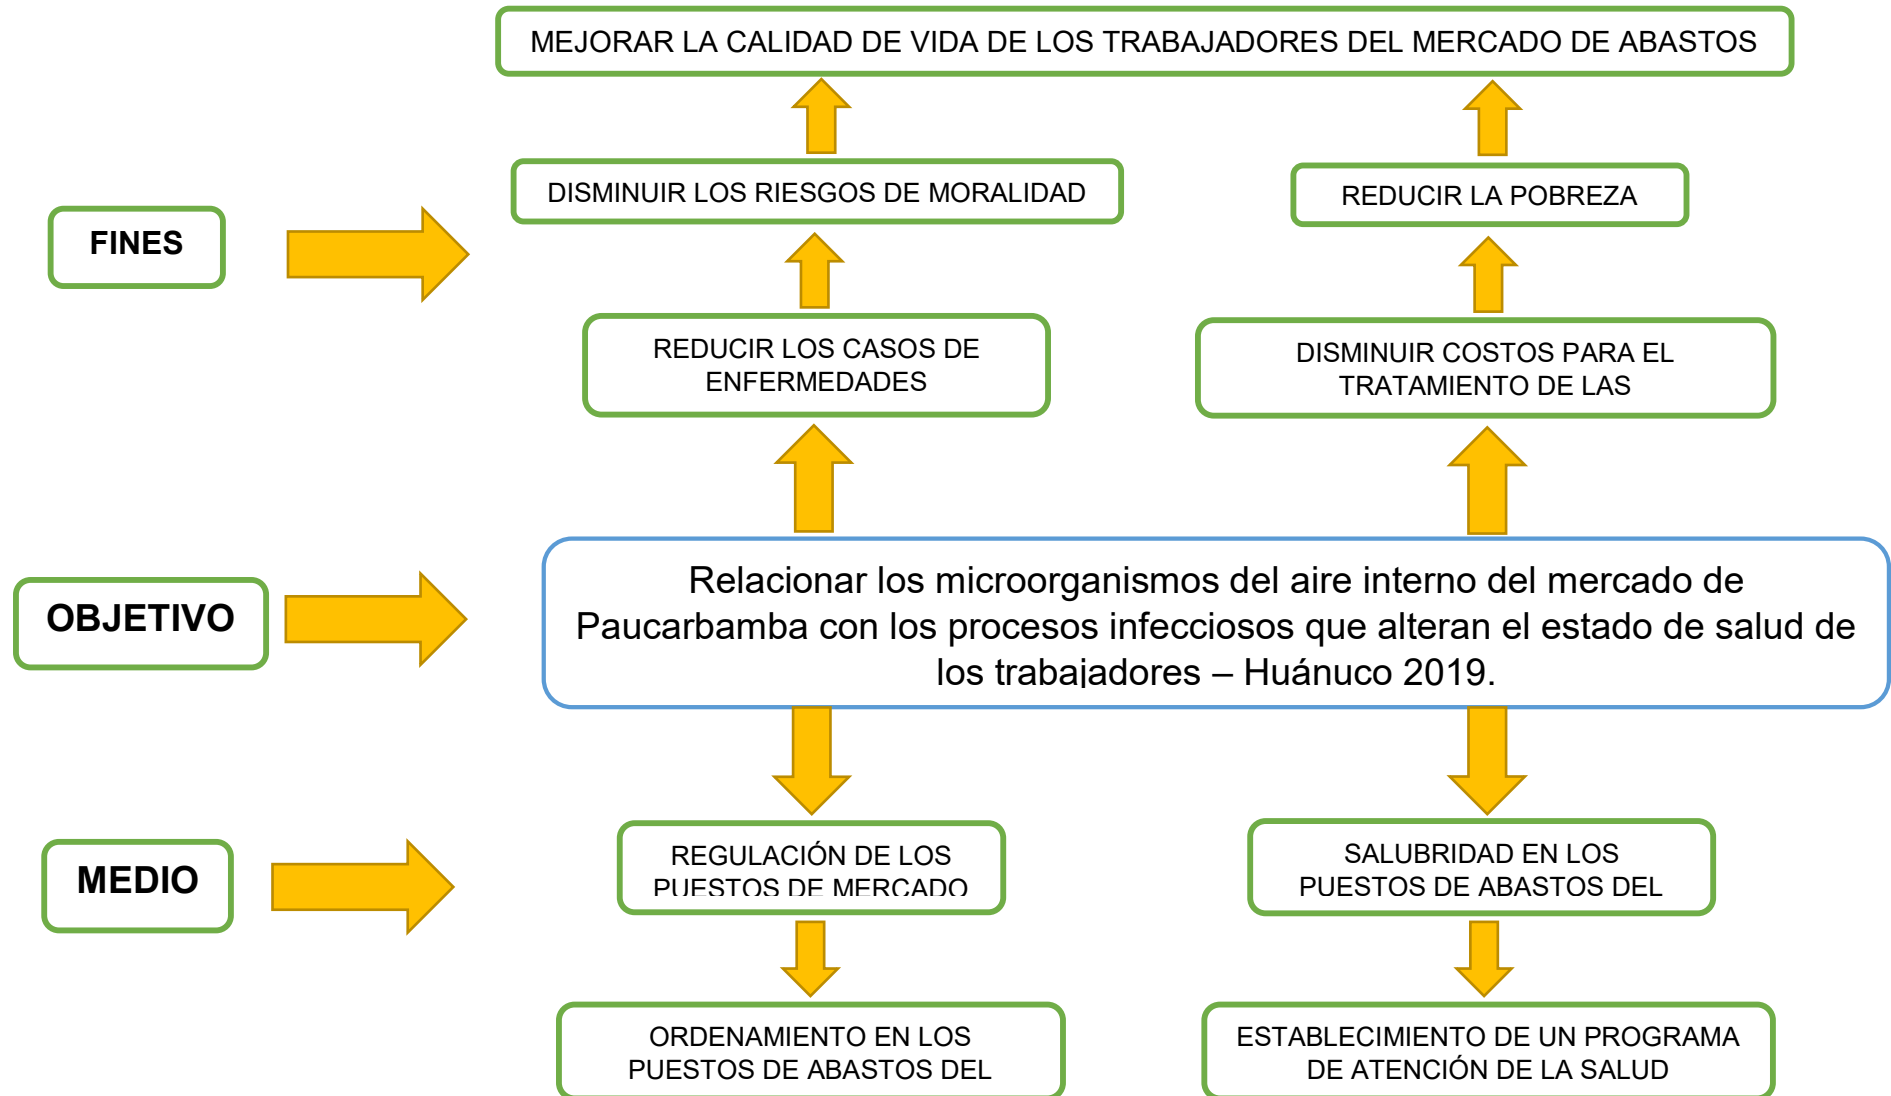 MEJORAR LA CALIDAD DE VIDA DE LOS TRABAJADORES DEL MERCADO DE ABASTOS
DISMINUIR LOS RIESGOS DE MORALIDAD
REDUCIR LA POBREZA
FINES
REDUCIR LOS CASOS DE
ENFERMEDADES
DISMINUIR COSTOS PARA EL
TRATAMIENTO DE LAS
OBJETIVO
Relacionar los microorganismos del aire interno del mercado de
Paucarbamba con los procesos infecciosos que alteran el estado de salud de
los trabajadores – Huánuco 2019.
MEDIO
REGULACIÓN DE LOS
PUESTOS DE MERCADO
SALUBRIDAD EN LOS
PUESTOS DE ABASTOS DEL
ORDENAMIENTO EN LOS
PUESTOS DE ABASTOS DEL
ESTABLECIMIENTO DE UN PROGRAMA
DE ATENCIÓN DE LA SALUD